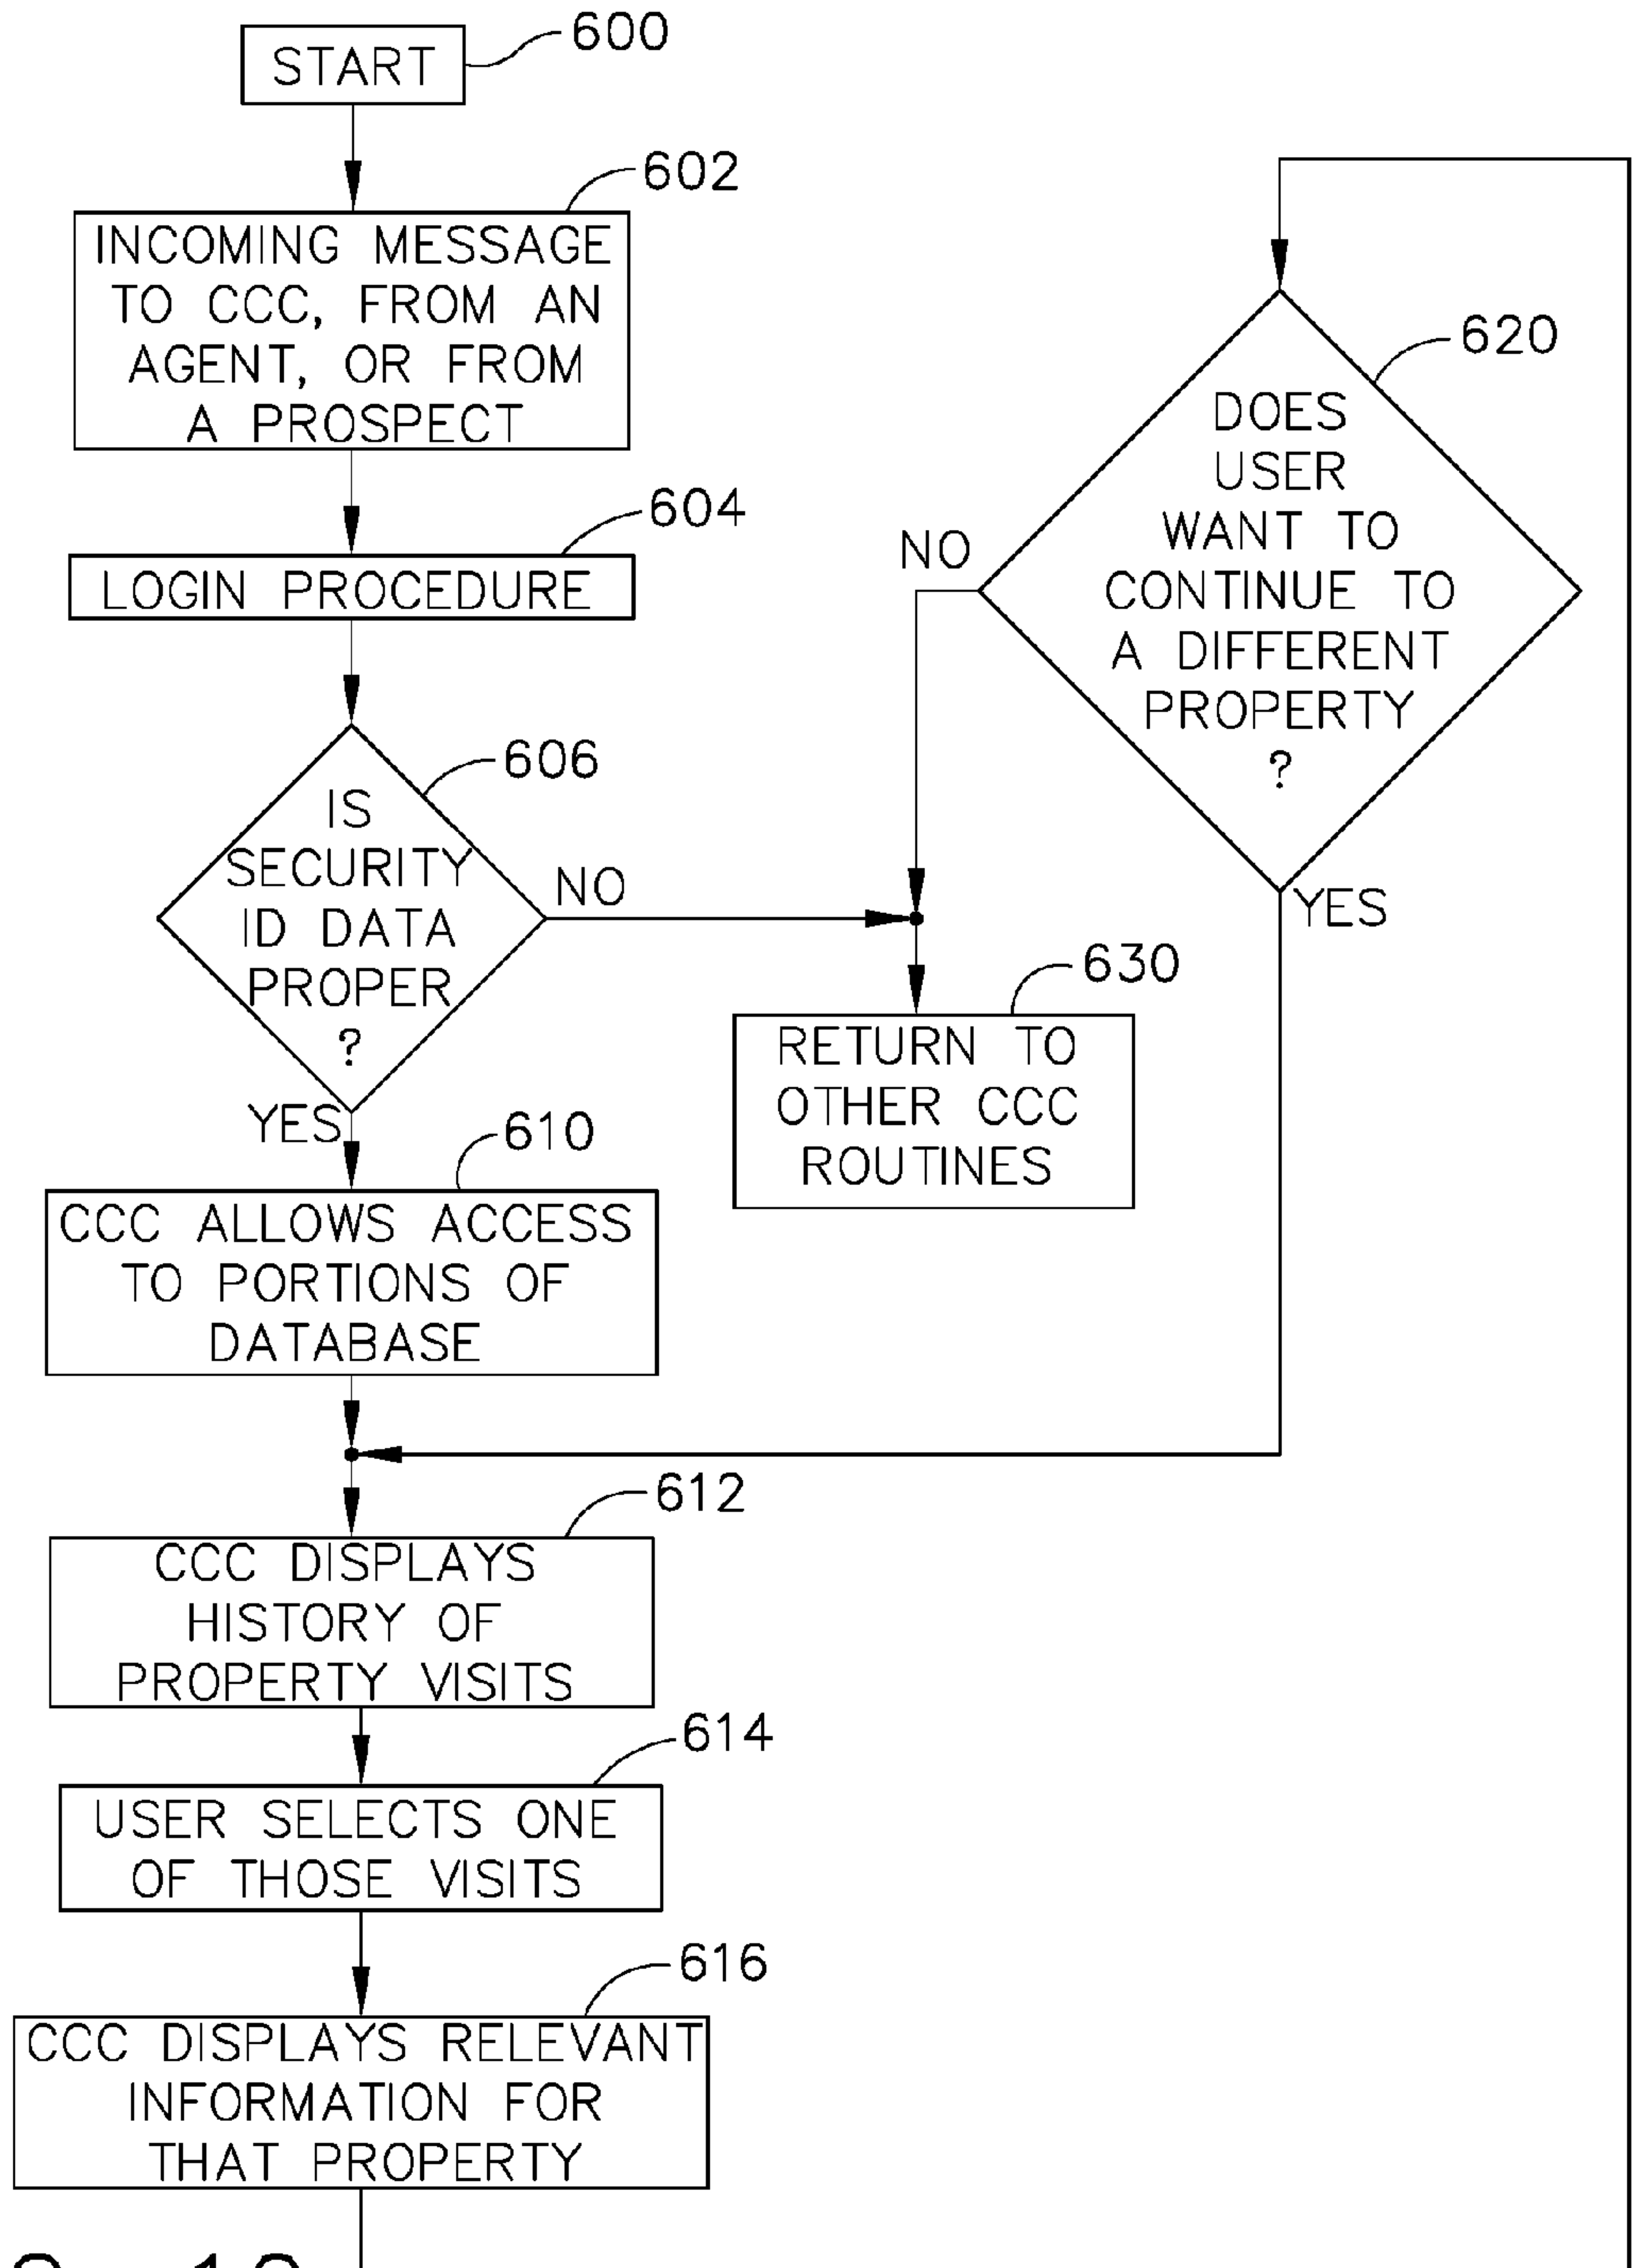 START
600
602
INCOMING MESSAGE
TO CCC, FROM AN
AGENT, OR FROM
A PROSPECT
604
LOGIN PROCEDURE
606
IS
SECURITY
ID DATA
PROPER
?
NO
YES
610
CCC ALLOWS ACCESS
TO PORTIONS OF
DATABASE
612
CCC DISPLAYS
HISTORY OF
PROPERTY VISITS
614
USER SELECTS ONE
OF THOSE VISITS
616
CCC DISPLAYS RELEVANT
INFORMATION FOR
THAT PROPERTY
620
DOES
USER
WANT TO
CONTINUE TO
A DIFFERENT
PROPERTY
?
NO
YES
630
RETURN TO
OTHER CCC
ROUTINES